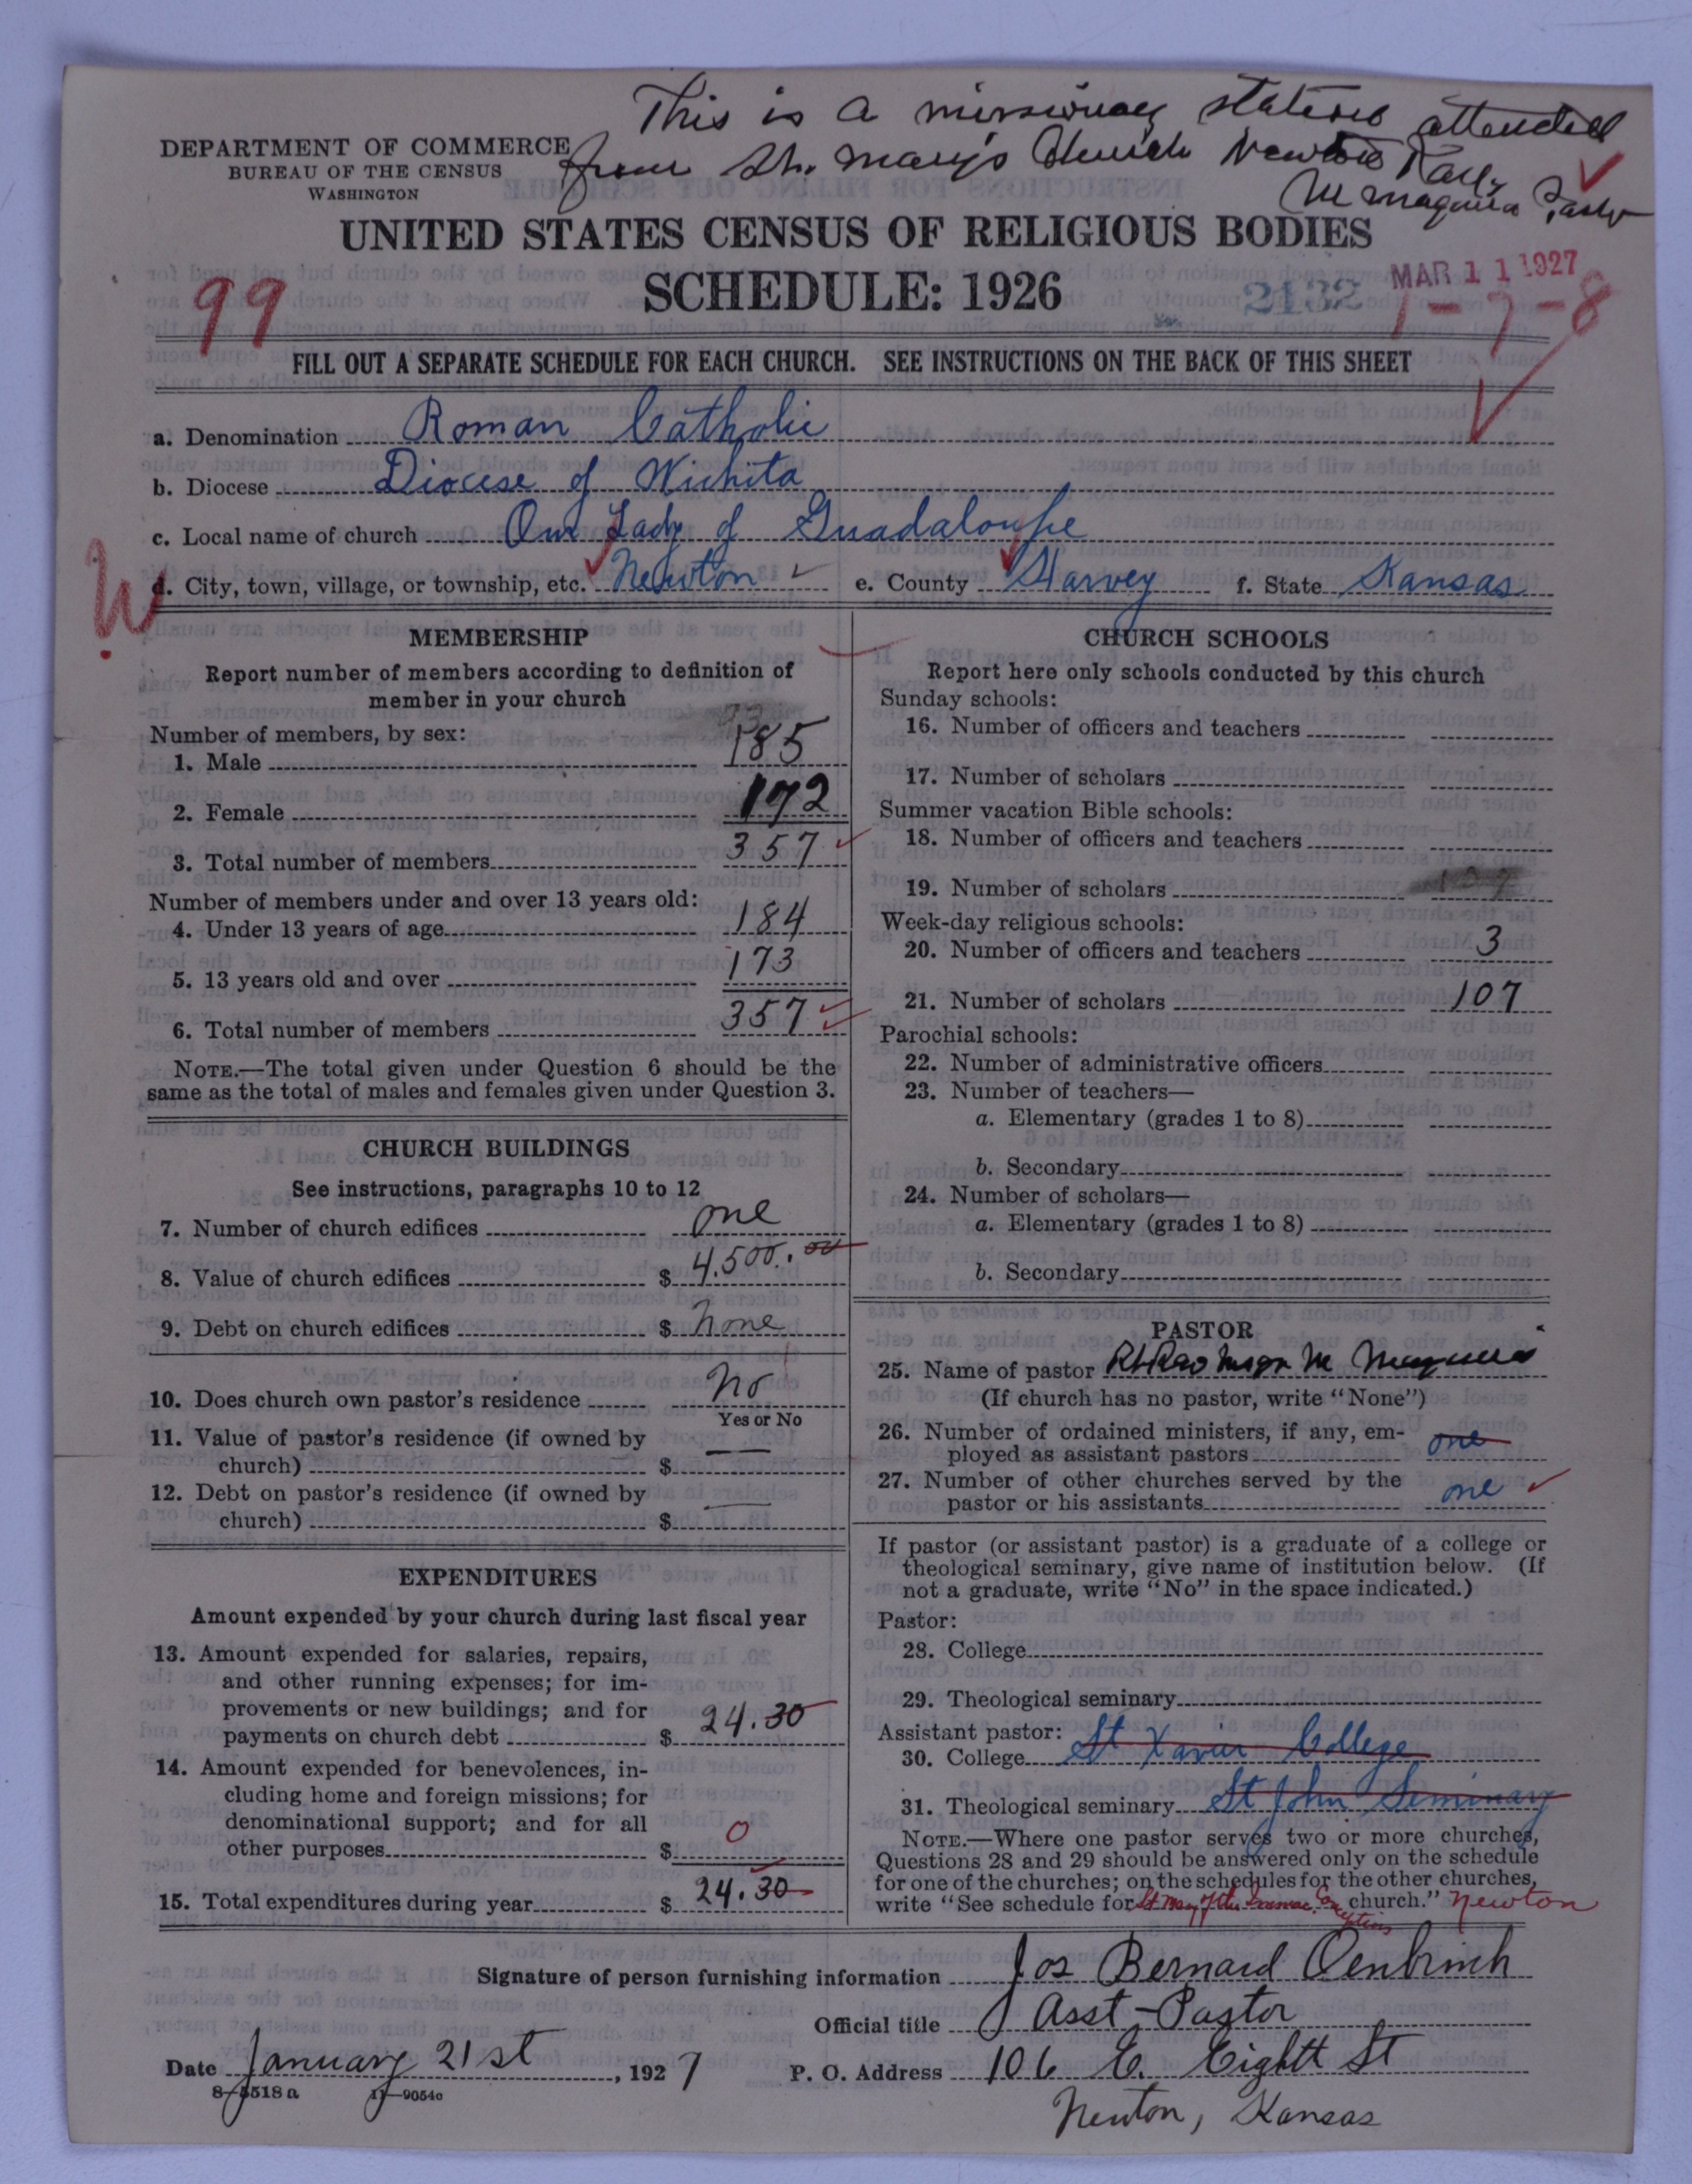 This is a missionary station attended
from St. Mary's Church Newton Kans
M Maguire Pastor
DEPARTMENT OF COMMERCE
BUREAU OF THE CENSUS
WASHINGTON
UNITED STATES CENSUS OF RELIGIOUS BODIES
SCHEDULE: 1926
99
2132
MAR 11 1927
1-7-8
FILL OUT A SEPARATE SCHEDULE FOR EACH CHURCH. SEE INSTRUCTIONS ON THE BACK OF THIS SHEET
a. Denomination Roman Catholic
b. Diocese Diocese of Wichita
c. Local name of church Our Lady of Guadaloupe
W
d. City, town, village, or township, etc. Newton e. County Harvey f. State Kansas
MEMBERSHIP
Report number of members according to definition of
member in your church
Number of members, by sex:
1. Male 185
2. Female 172
3. Total number of members 357
Number of members under and over 13 years old:
4. Under 13 years of age 184
5. 13 years old and over 173
6. Total number of members 357
NOTE.—The total given under Question 6 should be the
same as the total of males and females given under Question 3.
CHURCH BUILDINGS
See instructions, paragraphs 10 to 12
7. Number of church edifices one
8. Value of church edifices $ 4.500.00
9. Debt on church edifices $ None
10. Does church own pastor's residence No
Yes or No
11. Value of pastor's residence (if owned by
church) $ —
12. Debt on pastor's residence (if owned by
church) $ —
EXPENDITURES
Amount expended by your church during last fiscal year
13. Amount expended for salaries, repairs,
and other running expenses; for im-
provements or new buildings; and for
payments on church debt $ 24.30
14. Amount expended for benevolences, in-
cluding home and foreign missions; for
denominational support; and for all
other purposes $ 0
15. Total expenditures during year $ 24.30
CHURCH SCHOOLS
Report here only schools conducted by this church
Sunday schools:
16. Number of officers and teachers
17. Number of scholars
Summer vacation Bible schools:
18. Number of officers and teachers
19. Number of scholars
Week-day religious schools:
20. Number of officers and teachers 3
21. Number of scholars 107
Parochial schools:
22. Number of administrative officers
23. Number of teachers—
a. Elementary (grades 1 to 8)
b. Secondary
24. Number of scholars—
a. Elementary (grades 1 to 8)
b. Secondary
PASTOR
25. Name of pastor Rt Rev Msgr M Maguire
(If church has no pastor, write "None")
26. Number of ordained ministers, if any, em-
ployed as assistant pastors one
27. Number of other churches served by the
pastor or his assistants one
If pastor (or assistant pastor) is a graduate of a college or
theological seminary, give name of institution below. (If
not a graduate, write "No" in the space indicated.)
Pastor:
28. College
29. Theological seminary
Assistant pastor:
30. College St Xavier College
31. Theological seminary St John Seminary
NOTE.—Where one pastor serves two or more churches,
Questions 28 and 29 should be answered only on the schedule
for one of the churches; on the schedules for the other churches,
write "See schedule for St Mary of the Immac. Conception church." Newton
Signature of person furnishing information Jos Bernard Oenbrinh
Official title Asst-Pastor
Date January 21st, 1927 P. O. Address 106 E. Eightt St
8-5518a 11-9054c
Newton, Kansas